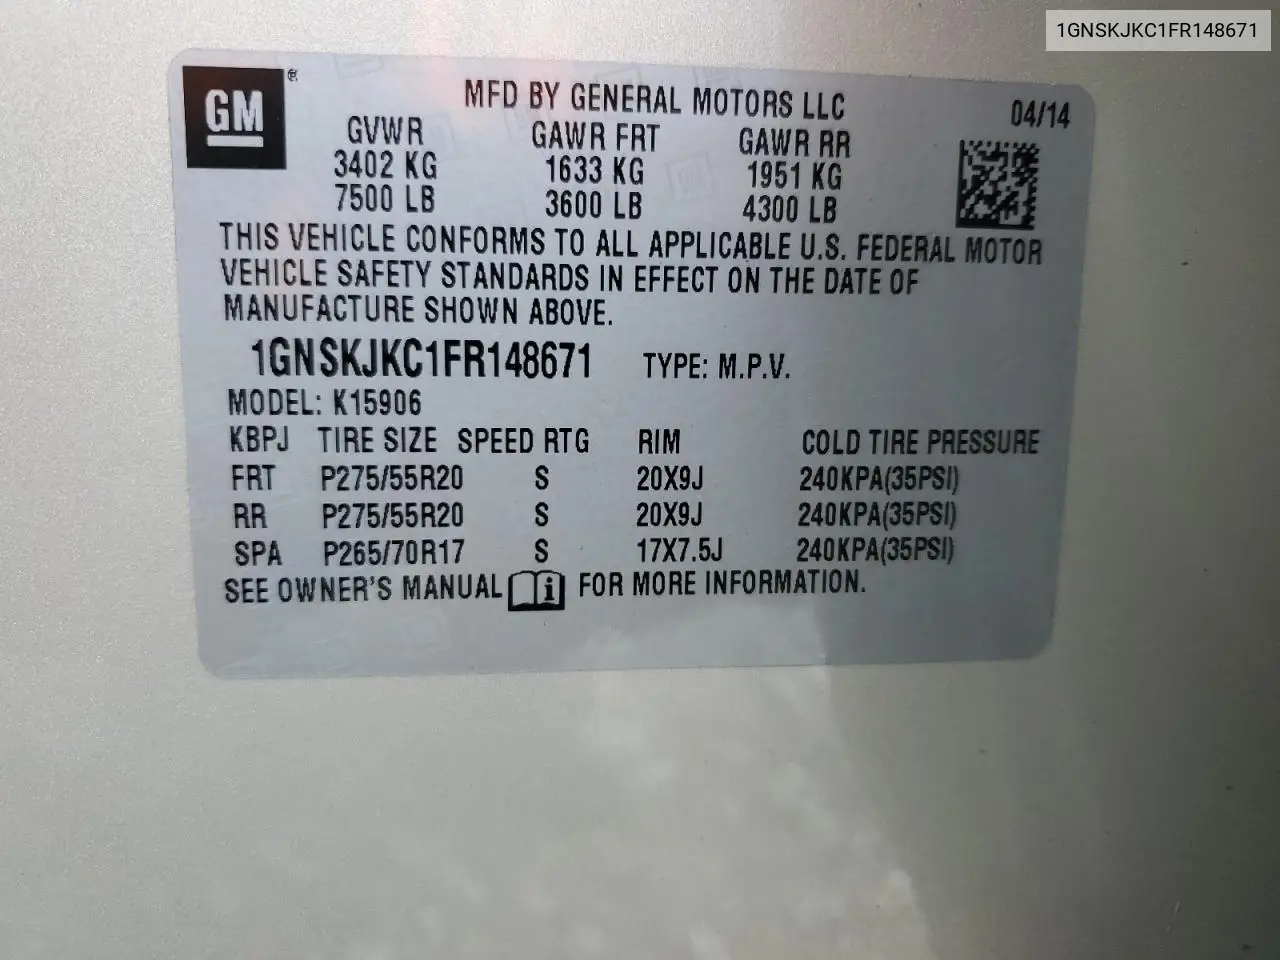 1GNSKJKC1FR148671
GM ®
MFD BY GENERAL MOTORS LLC 04/14
GVWR GAWR FRT GAWR RR
3402 KG 1633 KG 1951 KG
7500 LB 3600 LB 4300 LB
THIS VEHICLE CONFORMS TO ALL APPLICABLE U.S. FEDERAL MOTOR
VEHICLE SAFETY STANDARDS IN EFFECT ON THE DATE OF
MANUFACTURE SHOWN ABOVE.
1GNSKJKC1FR148671 TYPE: M.P.V.
MODEL: K15906
KBPJ TIRE SIZE SPEED RTG RIM COLD TIRE PRESSURE
FRT P275/55R20 S 20X9J 240KPA(35PSI)
RR P275/55R20 S 20X9J 240KPA(35PSI)
SPA P265/70R17 S 17X7.5J 240KPA(35PSI)
SEE OWNER'S MANUAL i FOR MORE INFORMATION.